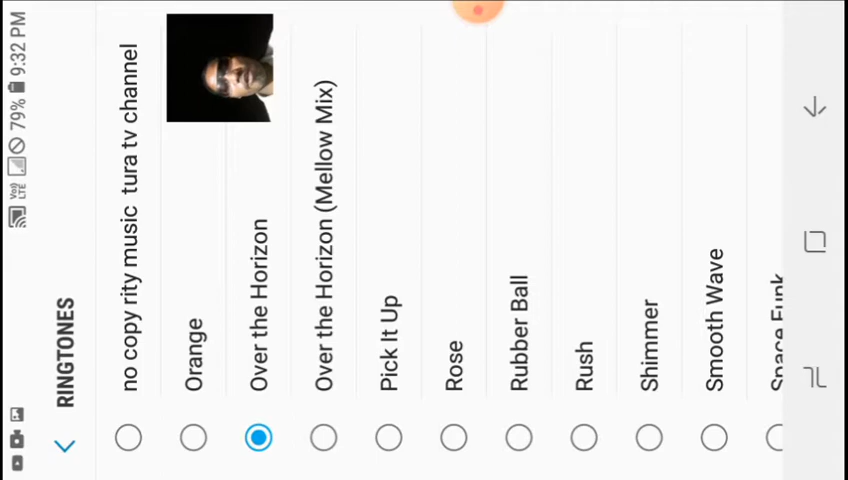 79% 9:32 PM
RINGTONES
no copy rity music tura tv channel
Orange
Over the Horizon
Over the Horizon (Mellow Mix)
Pick It Up
Rose
Rubber Ball
Rush
Shimmer
Smooth Wave
Space Funk